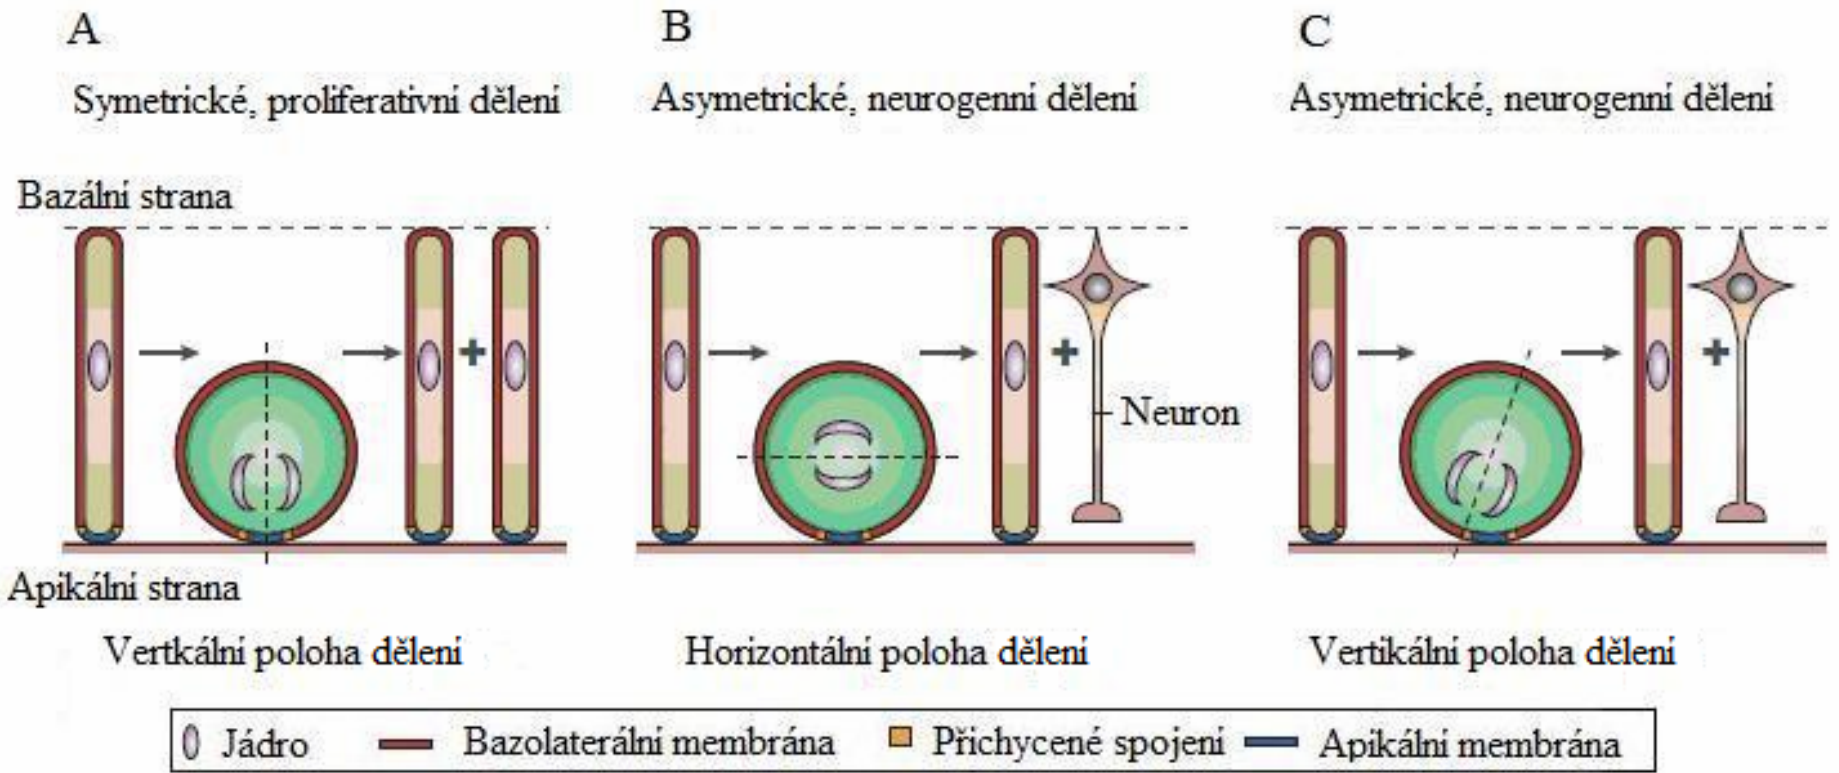 A
B
C
Symetrické, proliferativní dělení
Asymetrické, neurogenní dělení
Asymetrické, neurogenní dělení
Bazální strana
Neuron
Apikální strana
Vertkální poloha dělení
Horizontální poloha dělení
Vertikální poloha dělení
Jádro
Bazolaterální membrána
Přichycené spojení
Apikální membrána